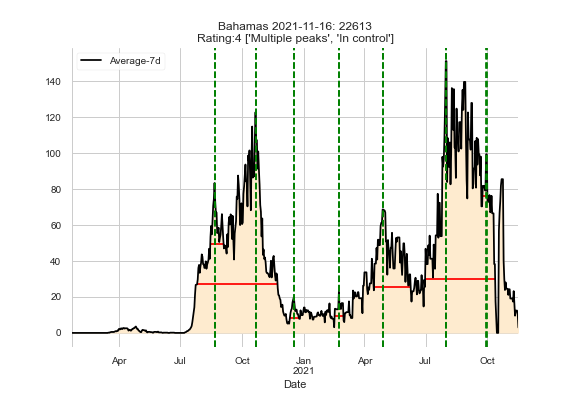 Bahamas 2021-11-16: 22613
Rating:4 ['Multiple peaks', 'In control']
Average-7d
140
120
100
80
60
40
20
0
Apr
Jul
Oct
Jan
2021
Apr
Jul
Oct
Date